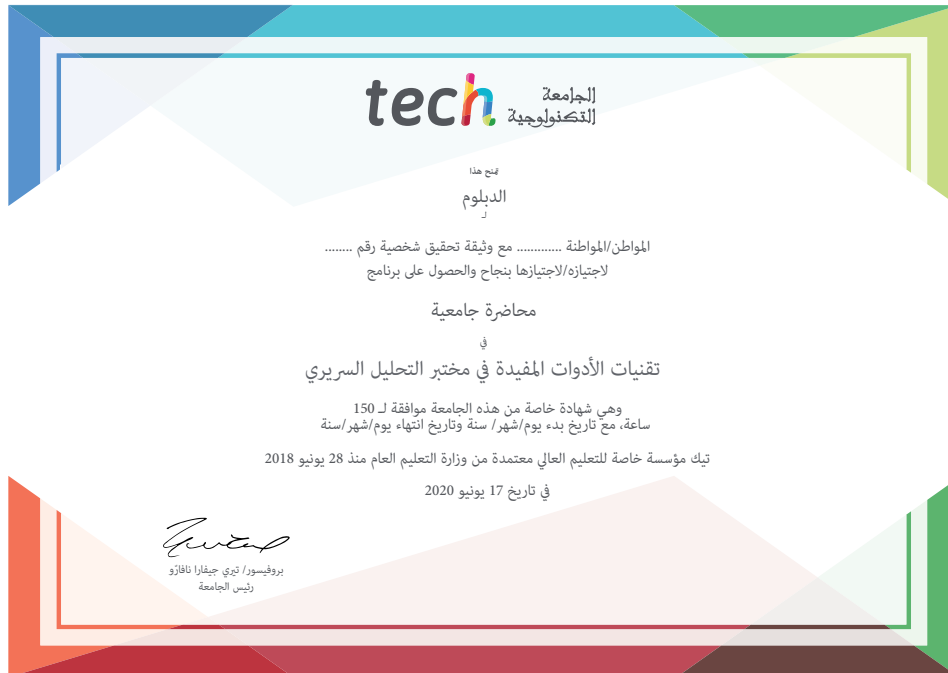 tech الجامعة
التكنولوجية
تمنح هذا
الدبلوم
لـ
المواطن/المواطنة ............. مع وثيقة تحقيق شخصية رقم ........
لاجتيازه/لاجتيازها بنجاح والحصول على برنامج
محاضرة جامعية
في
تقنيات الأدوات المفيدة في مختبر التحليل السريري
وهي شهادة خاصة من هذه الجامعة موافقة لـ 150
ساعة، مع تاريخ بدء يوم/شهر/ سنة وتاريخ انتهاء يوم/شهر/سنة
تيك مؤسسة خاصة للتعليم العالي معتمدة من وزارة التعليم العام منذ 28 يونيو 2018
في تاريخ 17 يونيو 2020
بروفيسور/ تيري جيفارا نافارّو
رئيس الجامعة